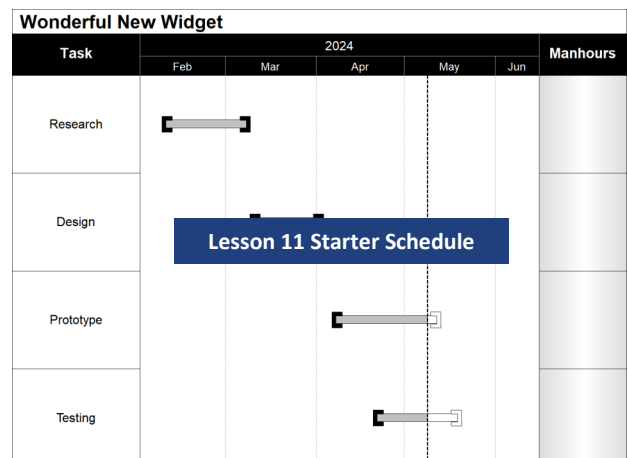 Wonderful New Widget
Task
2024
Manhours
Feb Mar Apr May Jun
Research
Design
Lesson 11 Starter Schedule
Prototype
Testing